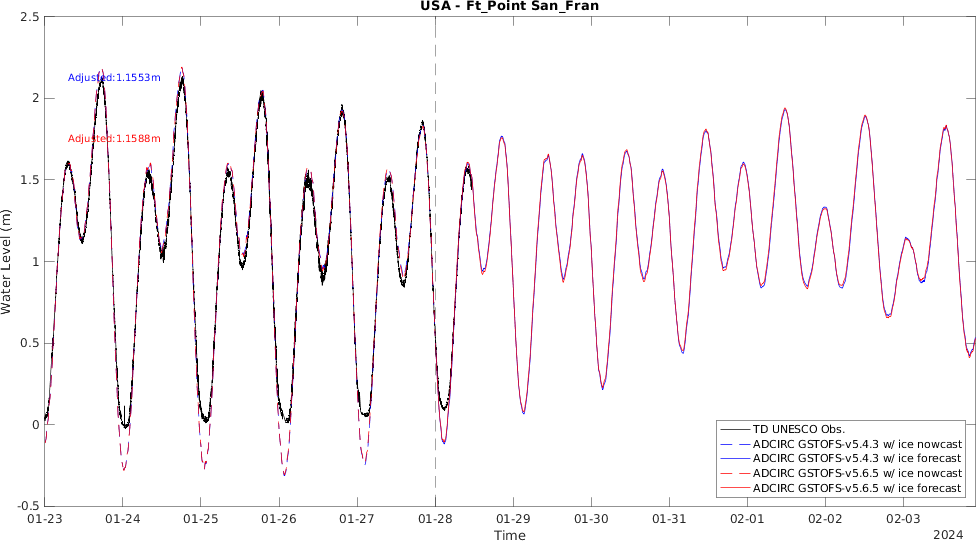 USA - Ft_Point San_Fran
2.5
2
1.5
1
0.5
0
-0.5
Water Level (m)
Adjusted:1.1553m
Adjusted:1.1588m
TD UNESCO Obs.
ADCIRC GSTOFS-v5.4.3 w/ ice nowcast
ADCIRC GSTOFS-v5.4.3 w/ ice forecast
ADCIRC GSTOFS-v5.6.5 w/ ice nowcast
ADCIRC GSTOFS-v5.6.5 w/ ice forecast
01-23 01-24 01-25 01-26 01-27 01-28 01-29 01-30 01-31 02-01 02-02 02-03
Time
2024